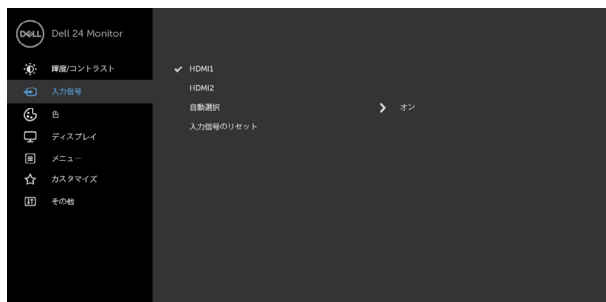 DELL
Dell 24 Monitor
輝度/コントラスト
入力信号
色
ディスプレイ
メニュー
カスタマイズ
その他
HDMI1
HDMI2
自動選択
オン
入力信号のリセット